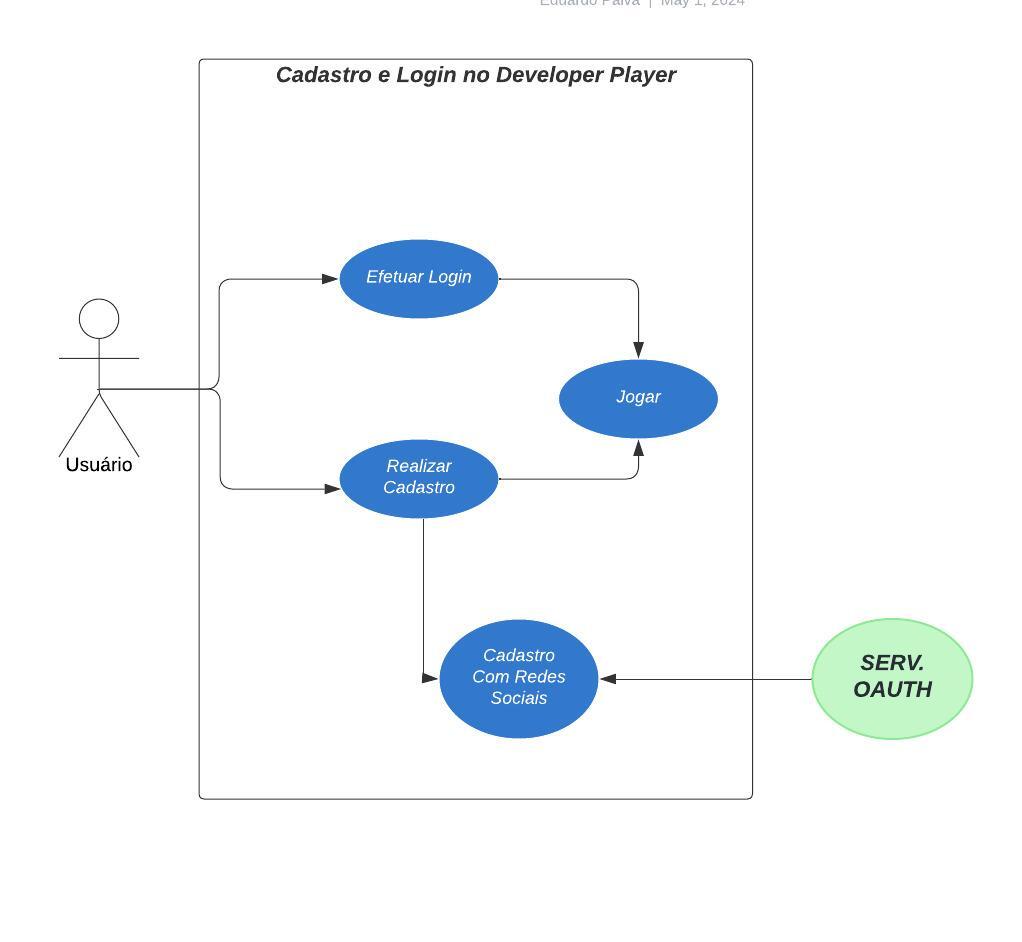 Eduardo Paiva | May 1, 2024
Cadastro e Login no Developer Player
Efetuar Login
Jogar
Usuário
Realizar
Cadastro
Cadastro
Com Redes
Sociais
SERV.
OAUTH